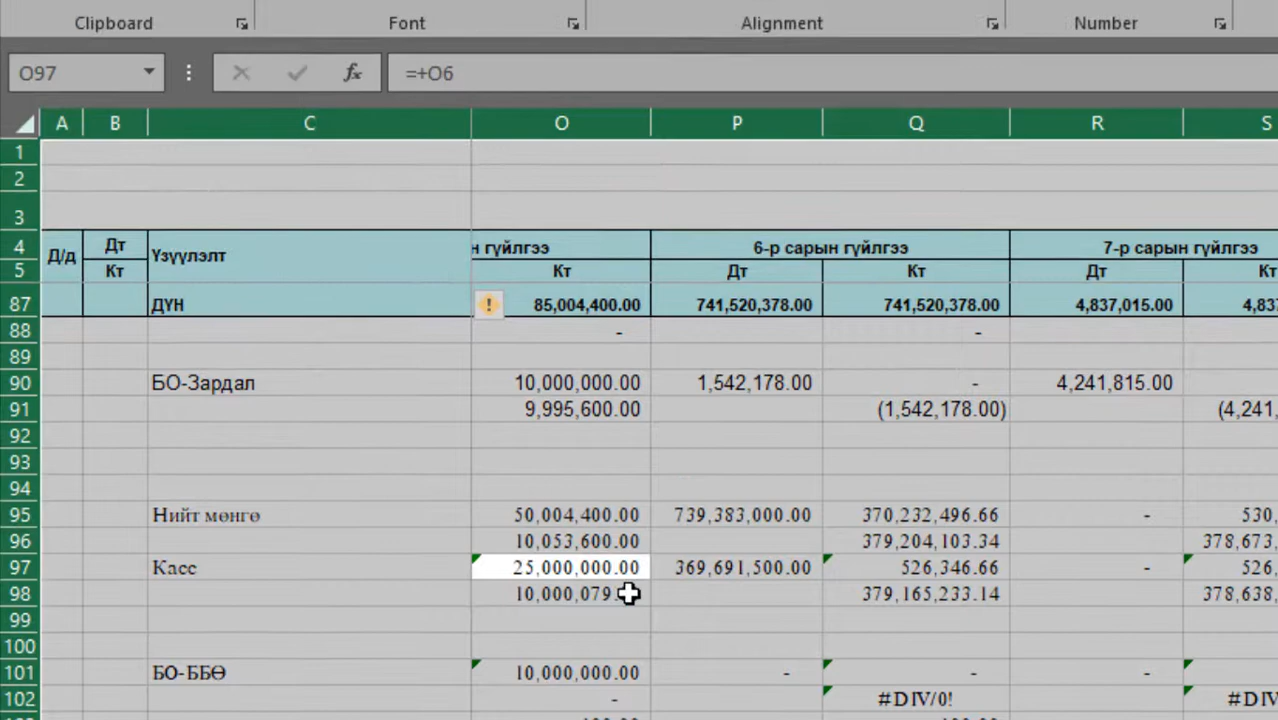 Clipboard Font Alignment Number
O97 fx =+O6
A B C O P Q R S
1
2
3
4 Д/д Дт Үзүүлэлт н гүйлгээ 6-р сарын гүйлгээ 7-р сарын гүйлгээ
5 Кт Кт Дт Кт Дт Кт
87 ДҮН ! 85,004,400.00 741,520,378.00 741,520,378.00 4,837,015.00 4,837
88 - -
89
90 БО-Зардал 10,000,000.00 1,542,178.00 - 4,241,815.00
91 9,995,600.00 (1,542,178.00) (4,241,
92
93
94
95 Нийт мөнгө 50,004,400.00 739,383,000.00 370,232,496.66 - 530,
96 10,053,600.00 379,204,103.34 378,673,
97 Касс 25,000,000.00 369,691,500.00 526,346.66 - 526,
98 10,000,079. 379,165,233.14 378,638,
99
100
101 БО-ББӨ 10,000,000.00 - - -
102 - #DIV/0! #DIV